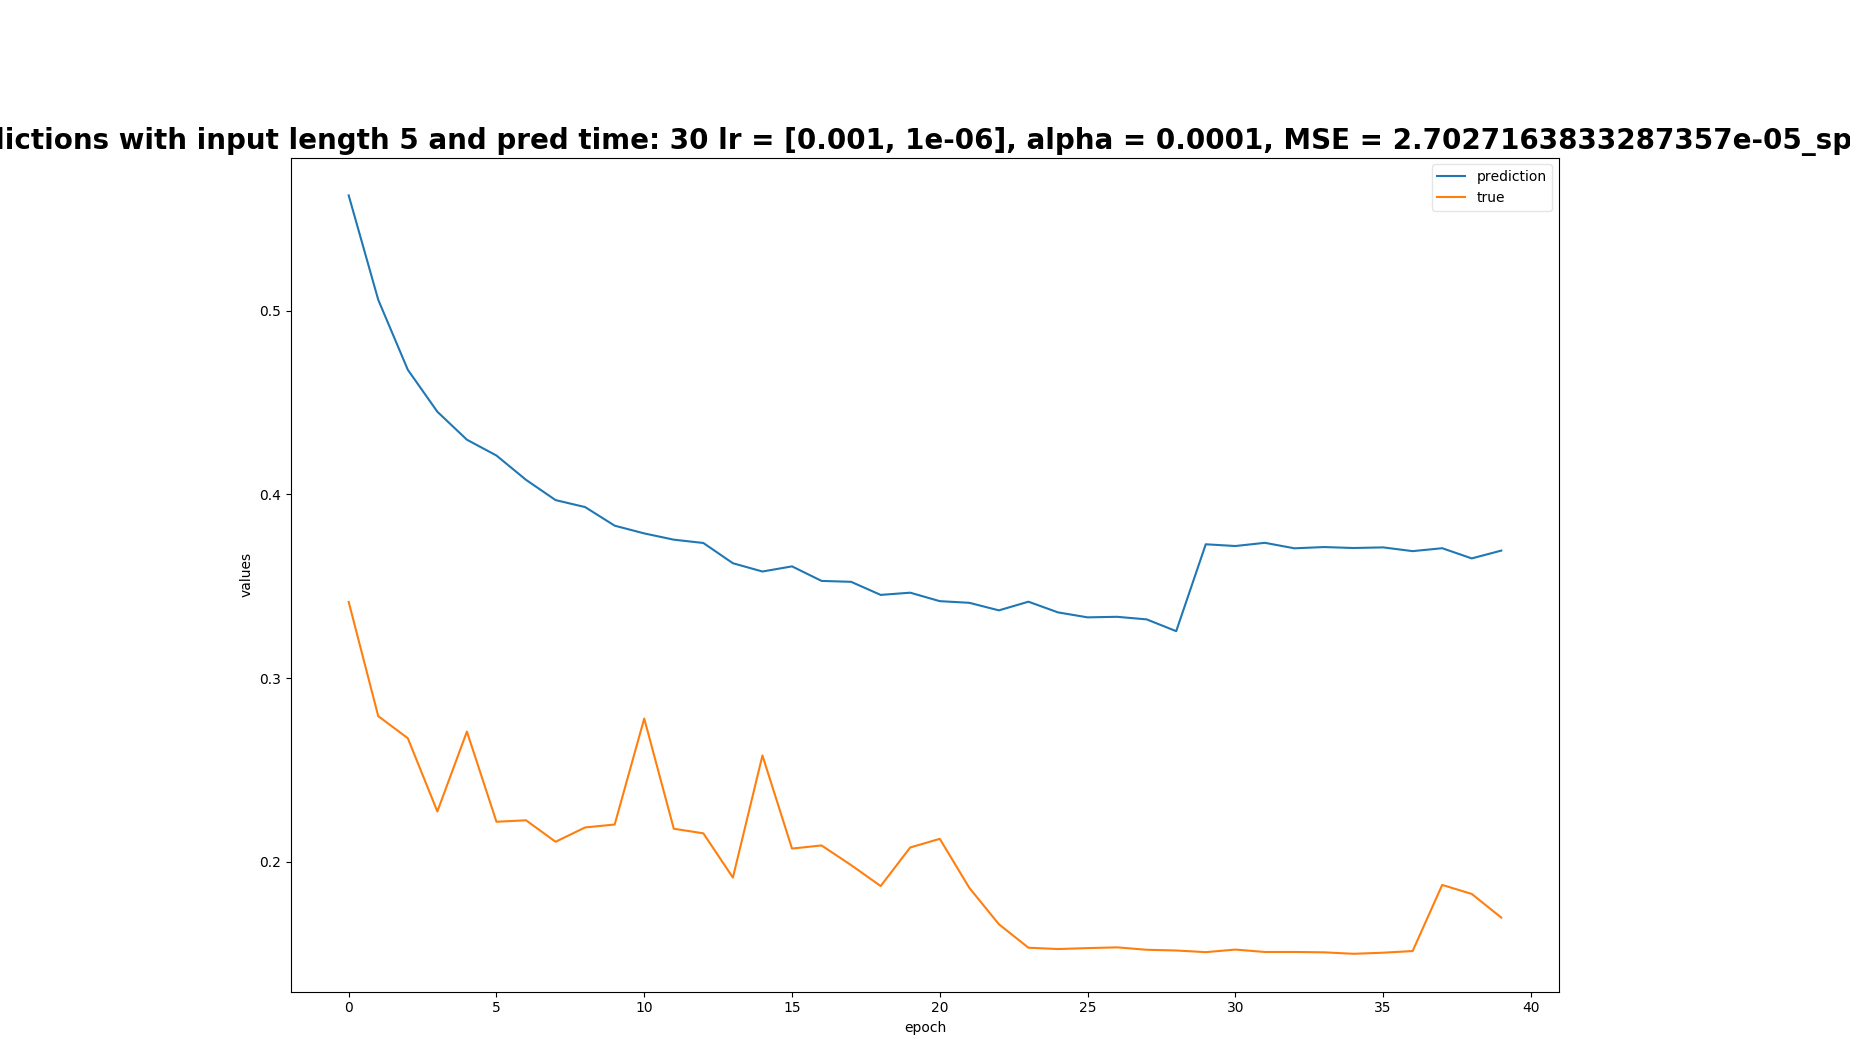 dictions with input length 5 and pred time: 30 lr = [0.001, 1e-06], alpha = 0.0001, MSE = 2.7027163833287357e-05_sp
prediction
true
0.5
0.4
0.3
0.2
values
0 5 10 15 20 25 30 35 40
epoch